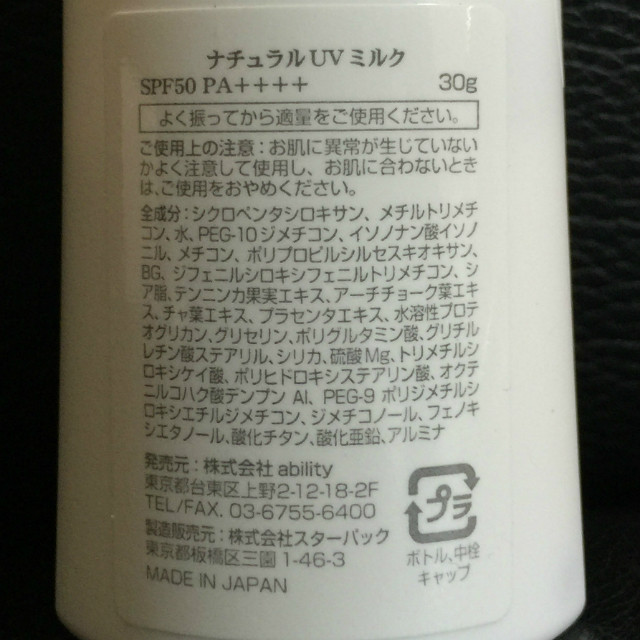 ナチュラルUVミルク
SPF50 PA++++ 30g
よく振ってから適量をご使用ください。
ご使用上の注意：お肌に異常が生じていない
かよく注意して使用し、お肌に合わないとき
は、ご使用をおやめください。
全成分：シクロペンタシロキサン、メチルトリメチ
コン、水、PEG-10ジメチコン、イソノナン酸イソノ
ニル、メチコン、ポリプロピルシルセスキオキサン、
BG、ジフェニルシロキシフェニルトリメチコン、シ
ア脂、テンニンカ果実エキス、アーチチョーク葉エキ
ス、チャ葉エキス、プラセンタエキス、水溶性プロテ
オグリカン、グリセリン、ポリグルタミン酸、グリチル
レチン酸ステアリル、シリカ、硫酸Mg、トリメチルシ
ロキシケイ酸、ポリヒドロキシステアリン酸、オクテ
ニルコハク酸デンプンAl、PEG-9ポリジメチルシ
ロキシエチルジメチコン、ジメチコノール、フェノキ
シエタノール、酸化チタン、酸化亜鉛、アルミナ
発売元：株式会社ability
東京都台東区上野2-12-18-2F
TEL/FAX. 03-6755-6400
製造販売元：株式会社スターパック
東京都板橋区三園1-46-3
MADE IN JAPAN
プラ
ボトル、中栓
キャップ